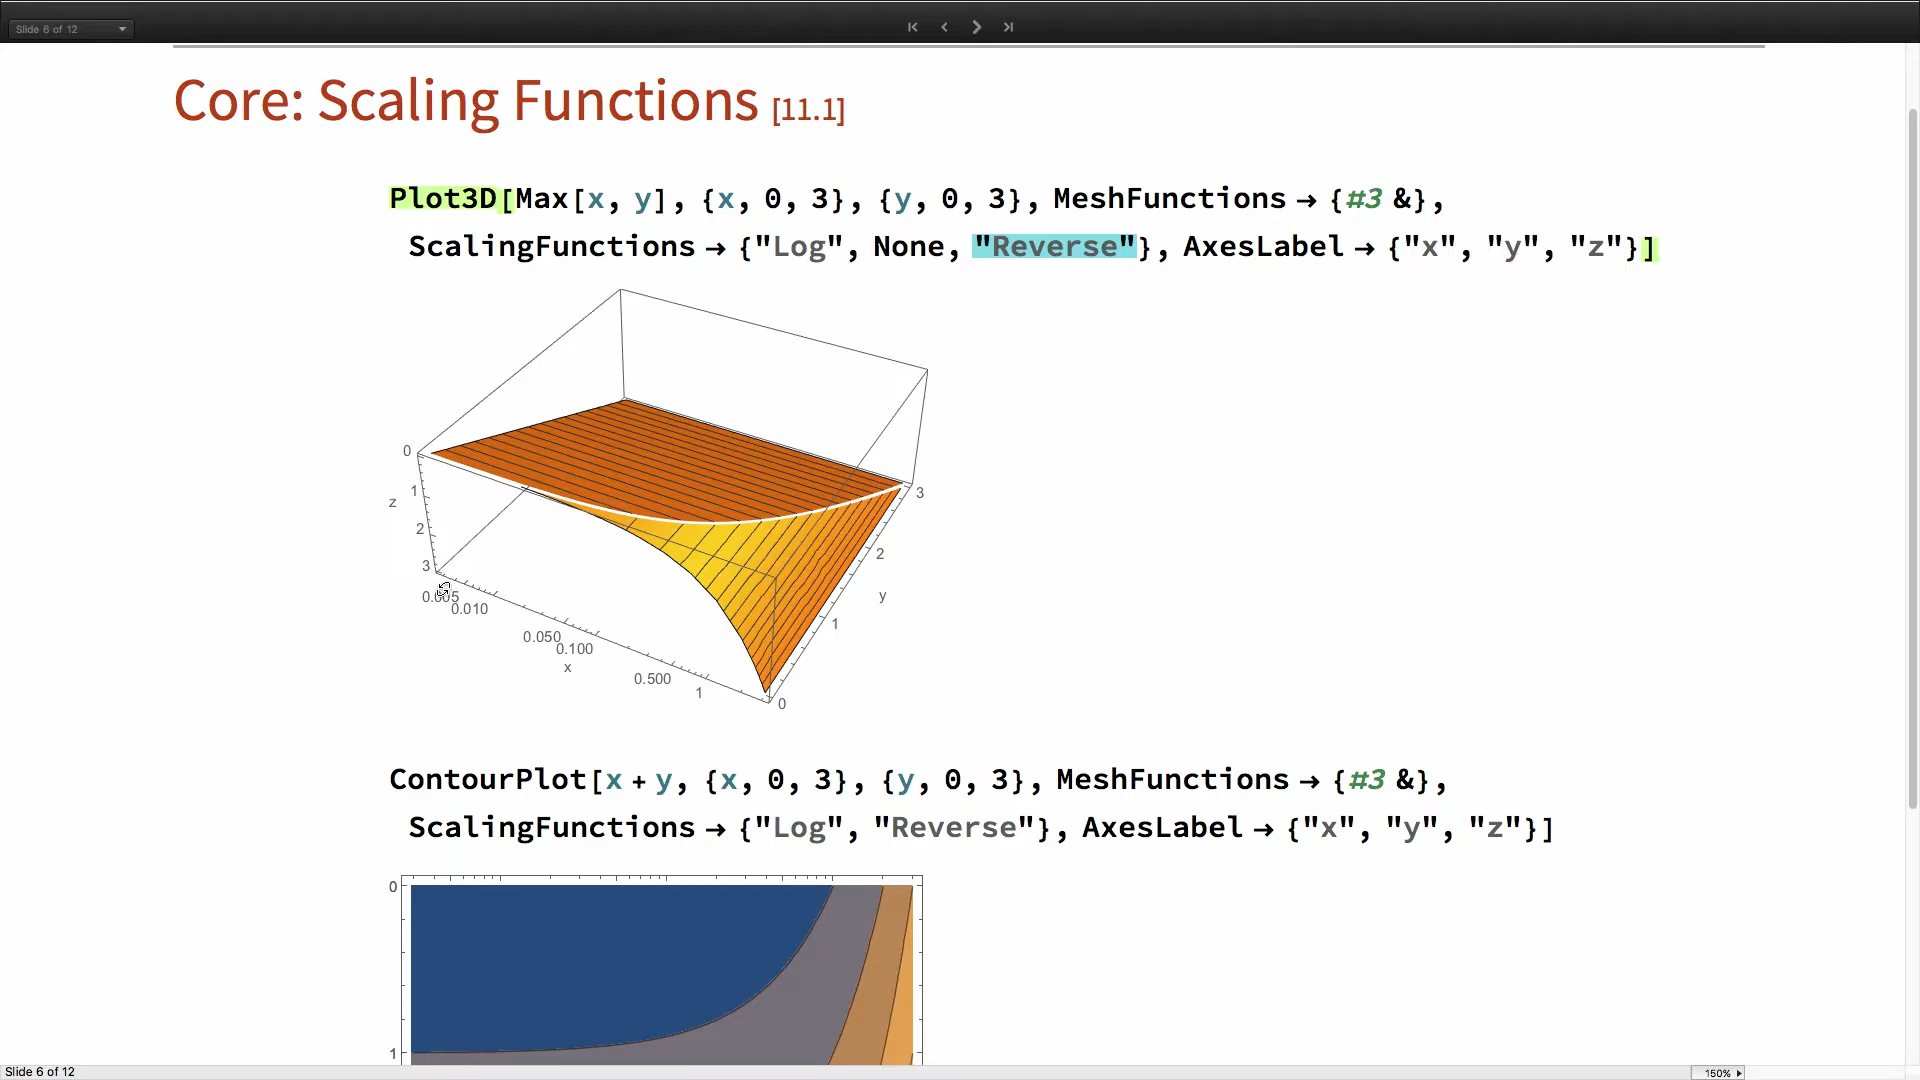 Slide 6 of 12
Core: Scaling Functions [11.1]
Plot3D[Max[x, y], {x, 0, 3}, {y, 0, 3}, MeshFunctions → {#3 &},
ScalingFunctions → {"Log", None, "Reverse"}, AxesLabel → {"x", "y", "z"}]
0
1
z
2
3
0.005
0.010
0.050
0.100
x
0.500
1
3
2
y
1
0
ContourPlot[x + y, {x, 0, 3}, {y, 0, 3}, MeshFunctions → {#3 &},
ScalingFunctions → {"Log", "Reverse"}, AxesLabel → {"x", "y", "z"}]
0
1
Slide 6 of 12
150%